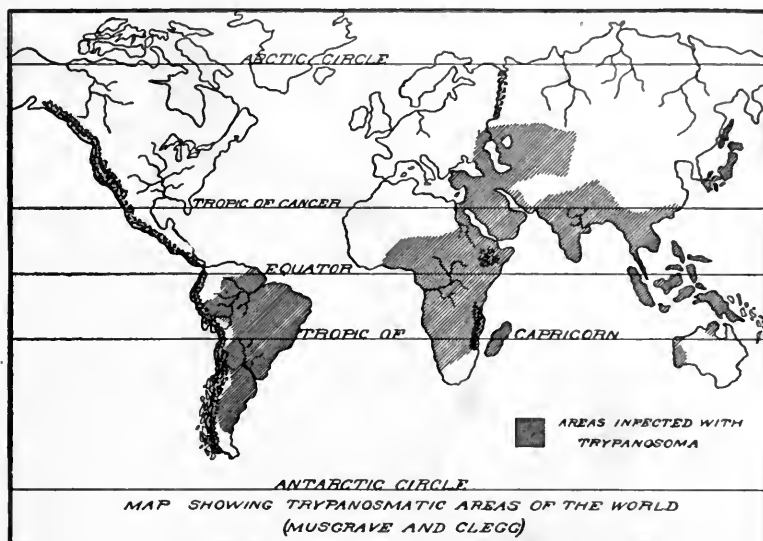 ARCTIC CIRCLE
TROPIC OF CANCER
EQUATOR
TROPIC OF CAPRICORN
AREAS INFECTED WITH
TRYPANOSOMA
ANTARCTIC CIRCLE
MAP SHOWING TRYPANOSMATIC AREAS OF THE WORLD
(MUSGRAVE AND CLEGG)